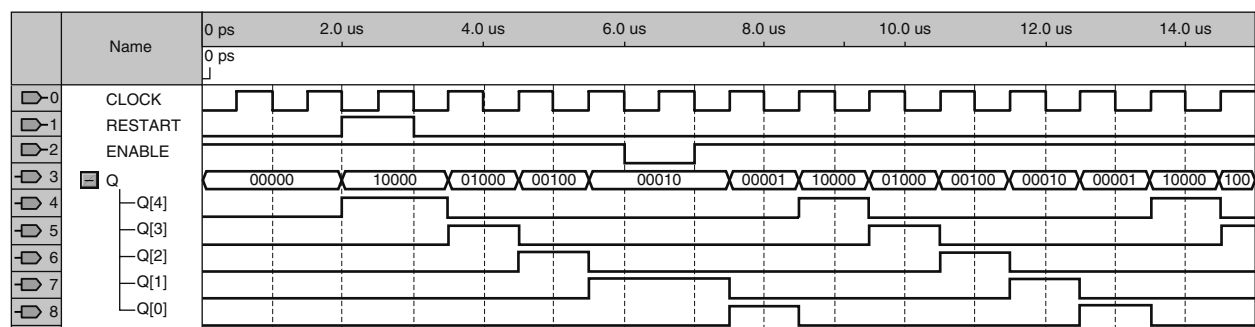 Name
0 ps 2.0 us 4.0 us 6.0 us 8.0 us 10.0 us 12.0 us 14.0 us
0 ps
0 CLOCK
1 RESTART
2 ENABLE
3 Q 00000 10000 01000 00100 00010 00001 10000 01000 00100 00010 00001 10000 100
4 Q[4]
5 Q[3]
6 Q[2]
7 Q[1]
8 Q[0]